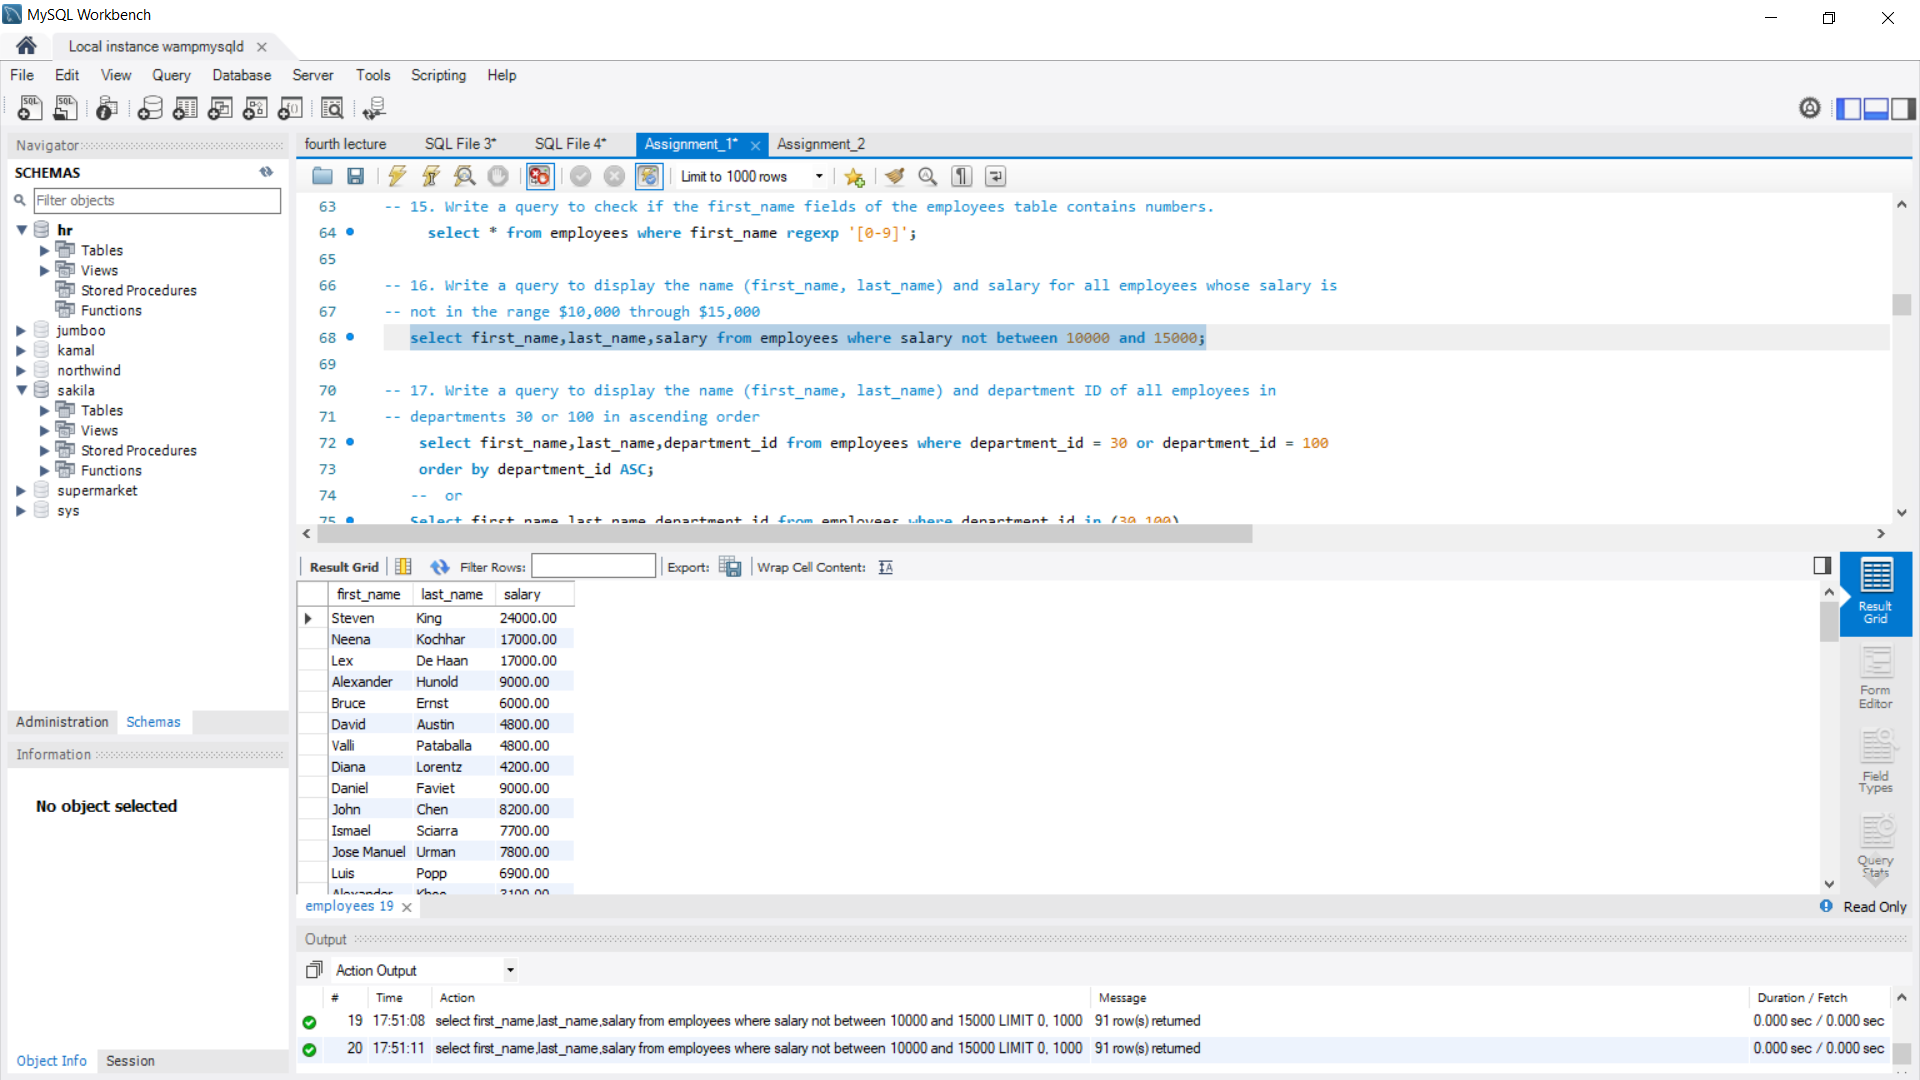 MySQL Workbench
Local instance wampmysqld
File Edit View Query Database Server Tools Scripting Help
Navigator
SCHEMAS
Filter objects
hr
Tables
Views
Stored Procedures
Functions
jumboo
kamal
northwind
sakila
Tables
Views
Stored Procedures
Functions
supermarket
sys
Administration Schemas
Information
No object selected
Object Info Session
fourth lecture SQL File 3* SQL File 4* Assignment_1* Assignment_2
Limit to 1000 rows
63 -- 15. Write a query to check if the first_name fields of the employees table contains numbers.
64 select * from employees where first_name regexp '[0-9]';
65
66 -- 16. Write a query to display the name (first_name, last_name) and salary for all employees whose salary is
67 -- not in the range $10,000 through $15,000
68 select first_name,last_name,salary from employees where salary not between 10000 and 15000;
69
70 -- 17. Write a query to display the name (first_name, last_name) and department ID of all employees in
71 -- departments 30 or 100 in ascending order
72 select first_name,last_name,department_id from employees where department_id = 30 or department_id = 100
73 order by department_id ASC;
74 -- or
75 Select first_name,last_name,department_id from employees where department_id in (30,100)
Result Grid Filter Rows: Export: Wrap Cell Content:
first_name last_name salary
Steven King 24000.00
Neena Kochhar 17000.00
Lex De Haan 17000.00
Alexander Hunold 9000.00
Bruce Ernst 6000.00
David Austin 4800.00
Valli Pataballa 4800.00
Diana Lorentz 4200.00
Daniel Faviet 9000.00
John Chen 8200.00
Ismael Sciarra 7700.00
Jose Manuel Urman 7800.00
Luis Popp 6900.00
Alexander Khoo 3100.00
Result
Grid
Form
Editor
Field
Types
Query
Stats
employees 19
Read Only
Output
Action Output
# Time Action Message Duration / Fetch
19 17:51:08 select first_name,last_name,salary from employees where salary not between 10000 and 15000 LIMIT 0, 1000 91 row(s) returned 0.000 sec / 0.000 sec
20 17:51:11 select first_name,last_name,salary from employees where salary not between 10000 and 15000 LIMIT 0, 1000 91 row(s) returned 0.000 sec / 0.000 sec